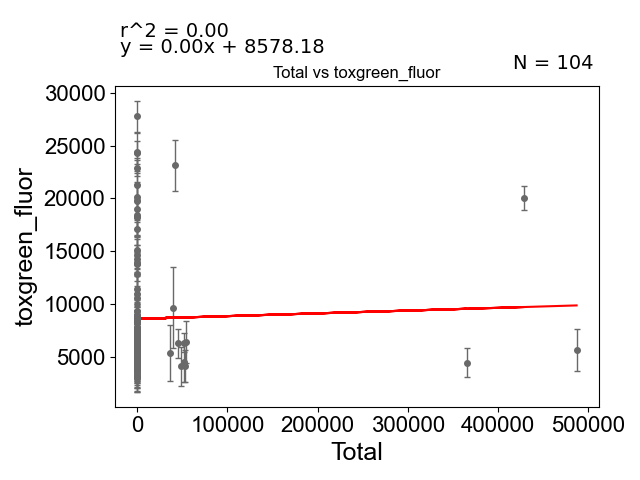 r^2 = 0.00
y = 0.00x + 8578.18
N = 104
Total vs toxgreen_fluor
30000
25000
20000
15000
10000
5000
toxgreen_fluor
0 100000 200000 300000 400000 500000
Total